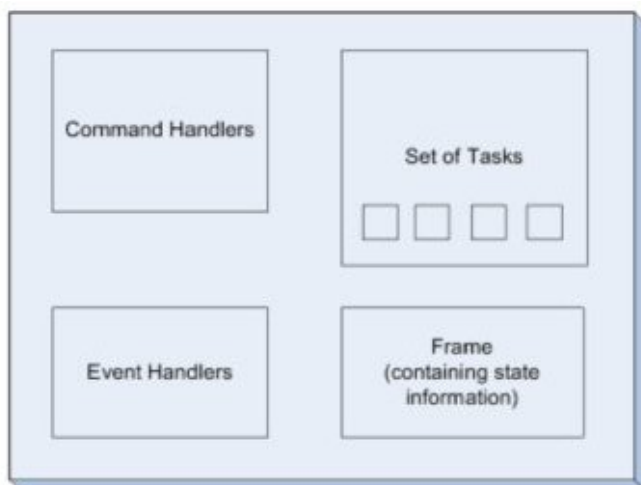 Command Handlers
Set of Tasks
Event Handlers
Frame
(containing state
information)